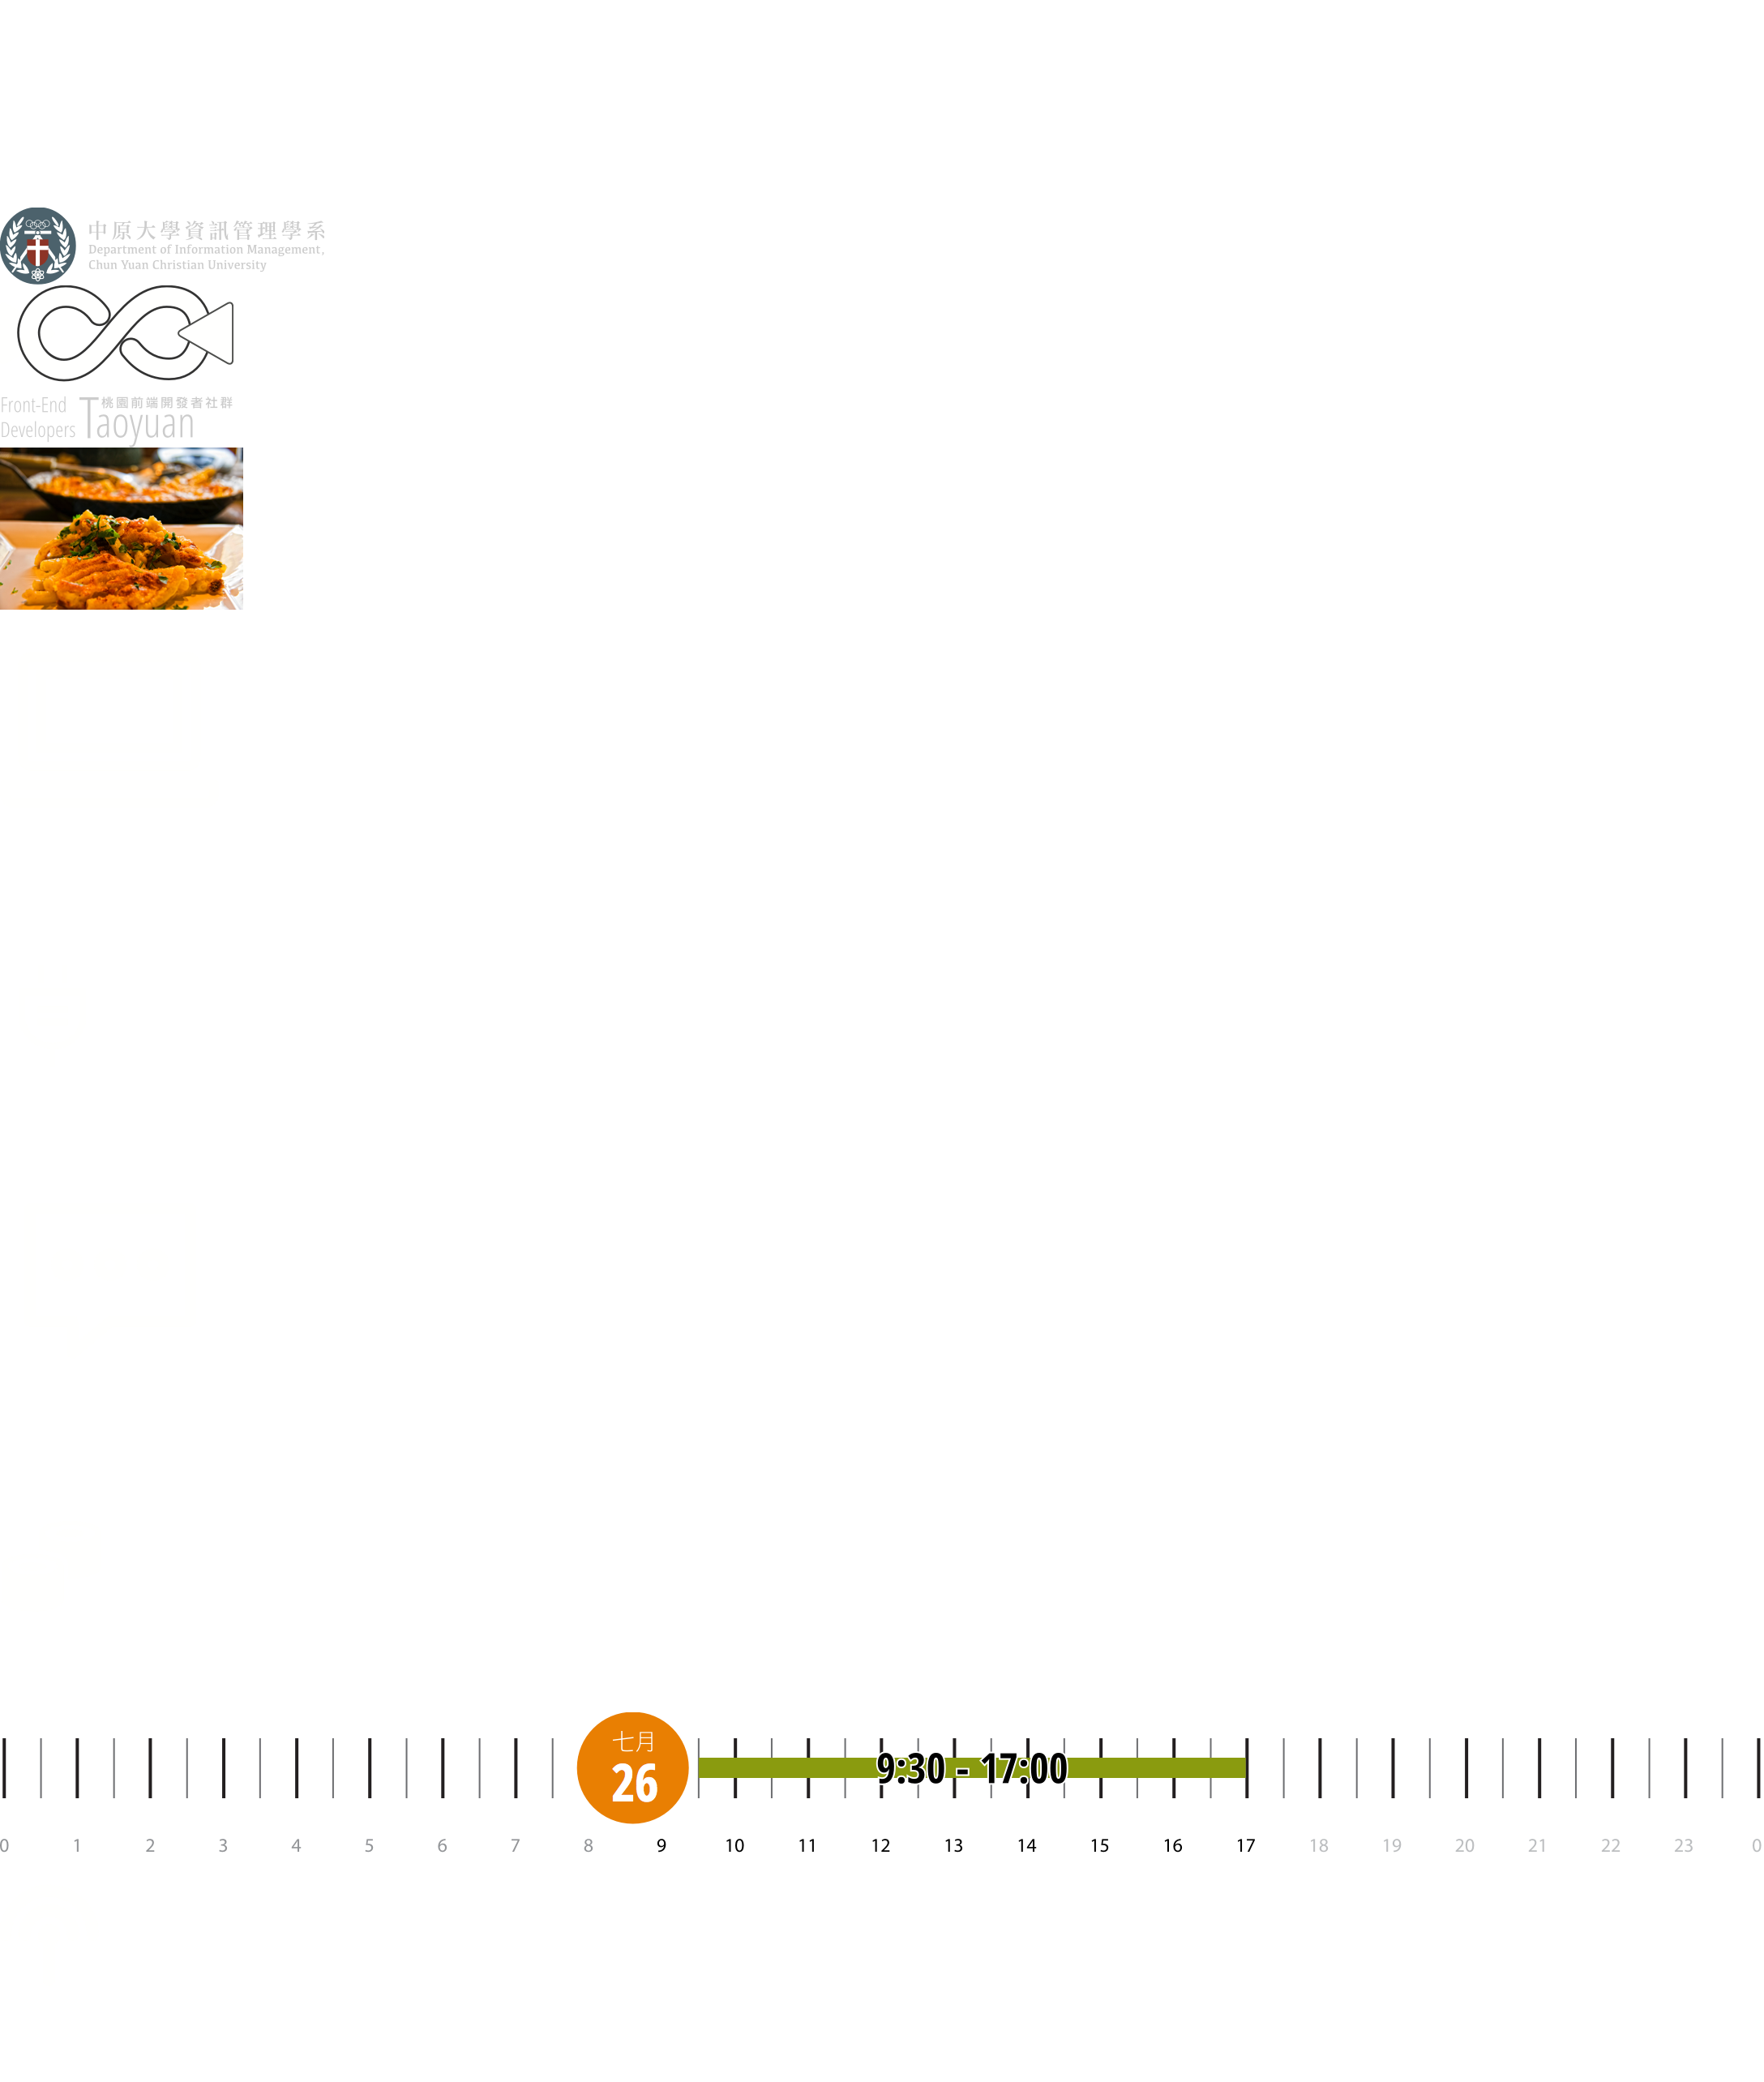 中原大學資訊管理學系
Department of Information Management,
Chun Yuan Christian University
Front-End
Developers
桃園前端開發者社群
Taoyuan
七月
26
9:30 - 17:00
0 1 2 3 4 5 6 7 8 9 10 11 12 13 14 15 16 17 18 19 20 21 22 23 0